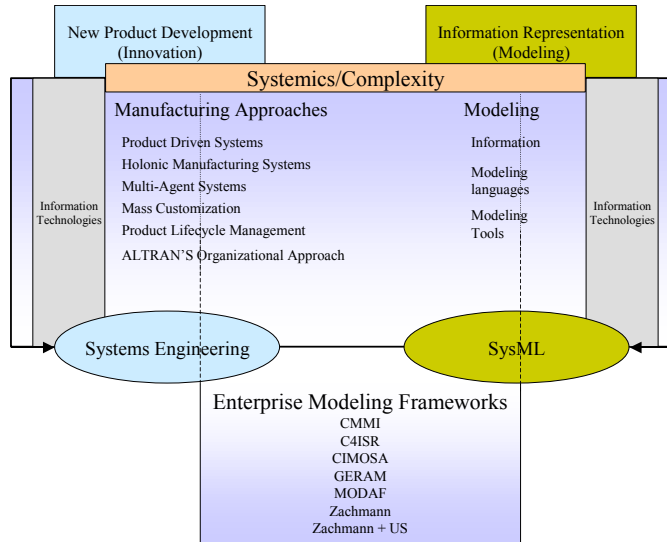 New Product Development
(Innovation)
Information Representation
(Modeling)
Systemics/Complexity
Manufacturing Approaches
Product Driven Systems
Holonic Manufacturing Systems
Multi-Agent Systems
Mass Customization
Product Lifecycle Management
ALTRAN'S Organizational Approach
Modeling
Information
Modeling
languages
Modeling
Tools
Information
Technologies
Information
Technologies
Systems Engineering
SysML
Enterprise Modeling Frameworks
CMMI
C4ISR
CIMOSA
GERAM
MODAF
Zachmann
Zachmann + US